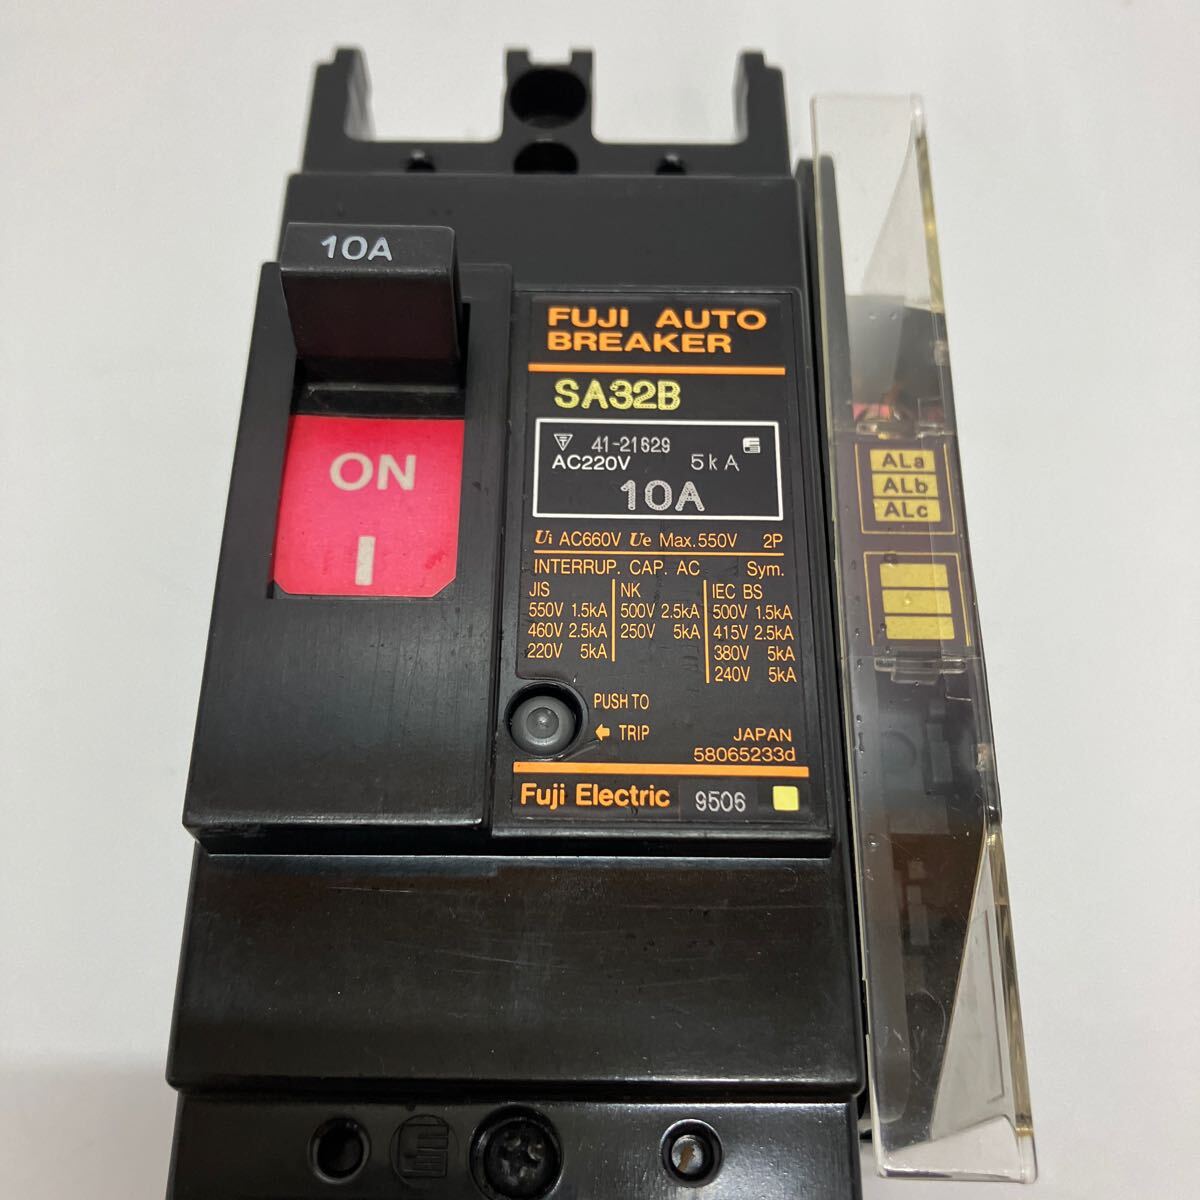 10A
ON
FUJI AUTO
BREAKER
SA32B
41-21629
AC220V 5kA
10A
Ui AC660V Ue Max.550V 2P
INTERRUP. CAP. AC Sym.
JIS NK IEC BS
550V 1.5kA 500V 2.5kA 500V 1.5kA
460V 2.5kA 250V 5kA 415V 2.5kA
220V 5kA 380V 5kA
240V 5kA
PUSH TO
TRIP
JAPAN
58065233d
Fuji Electric 9506
ALa
ALb
ALc